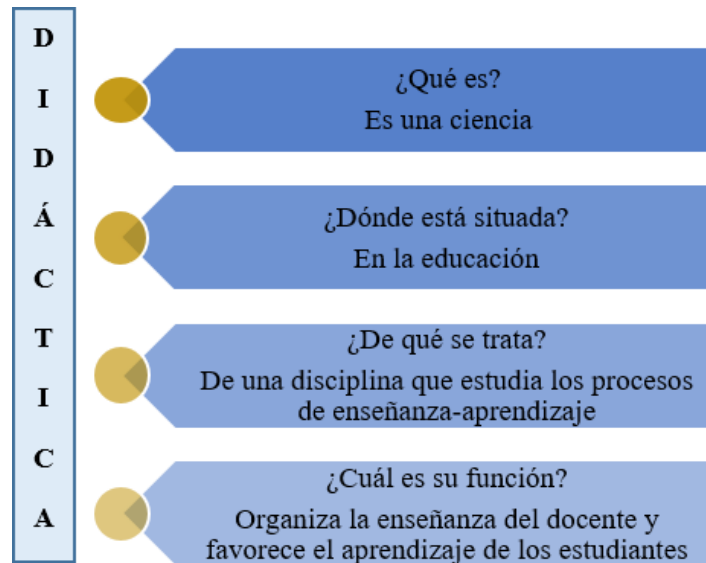 DIDÁCTICA
¿Qué es?
Es una ciencia
¿Dónde está situada?
En la educación
¿De qué se trata?
De una disciplina que estudia los procesos
de enseñanza-aprendizaje
¿Cuál es su función?
Organiza la enseñanza del docente y
favorece el aprendizaje de los estudiantes